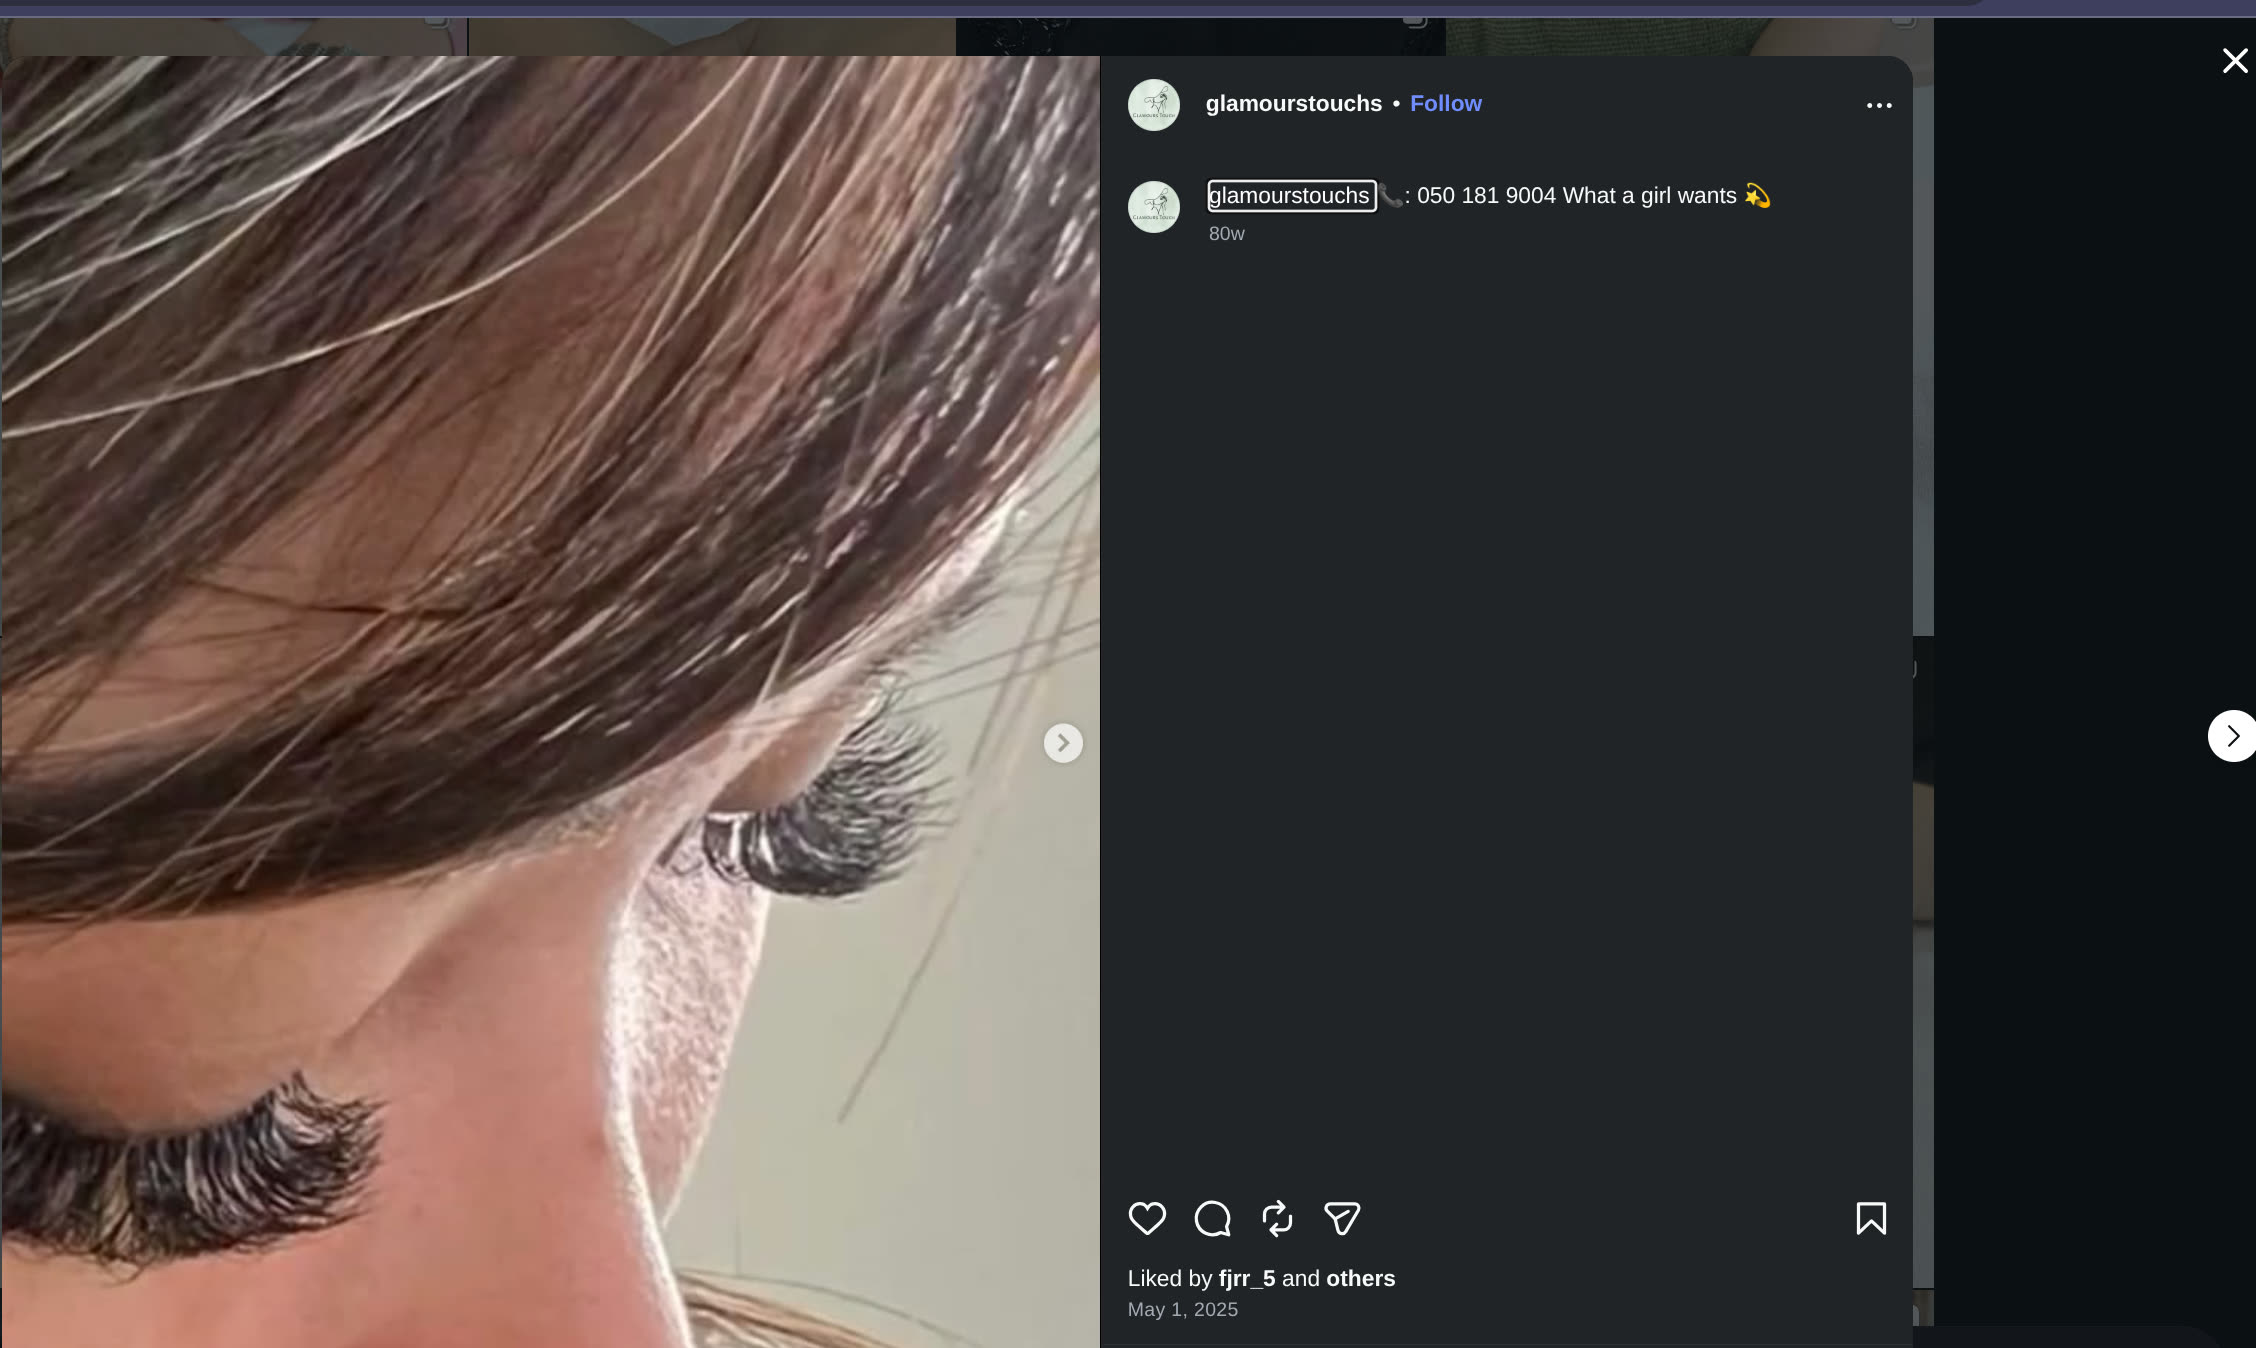 glamourstouchs • Follow
glamourstouchs 📞: 050 181 9004 What a girl wants 💫
80w
Liked by fjrr_5 and others
May 1, 2025